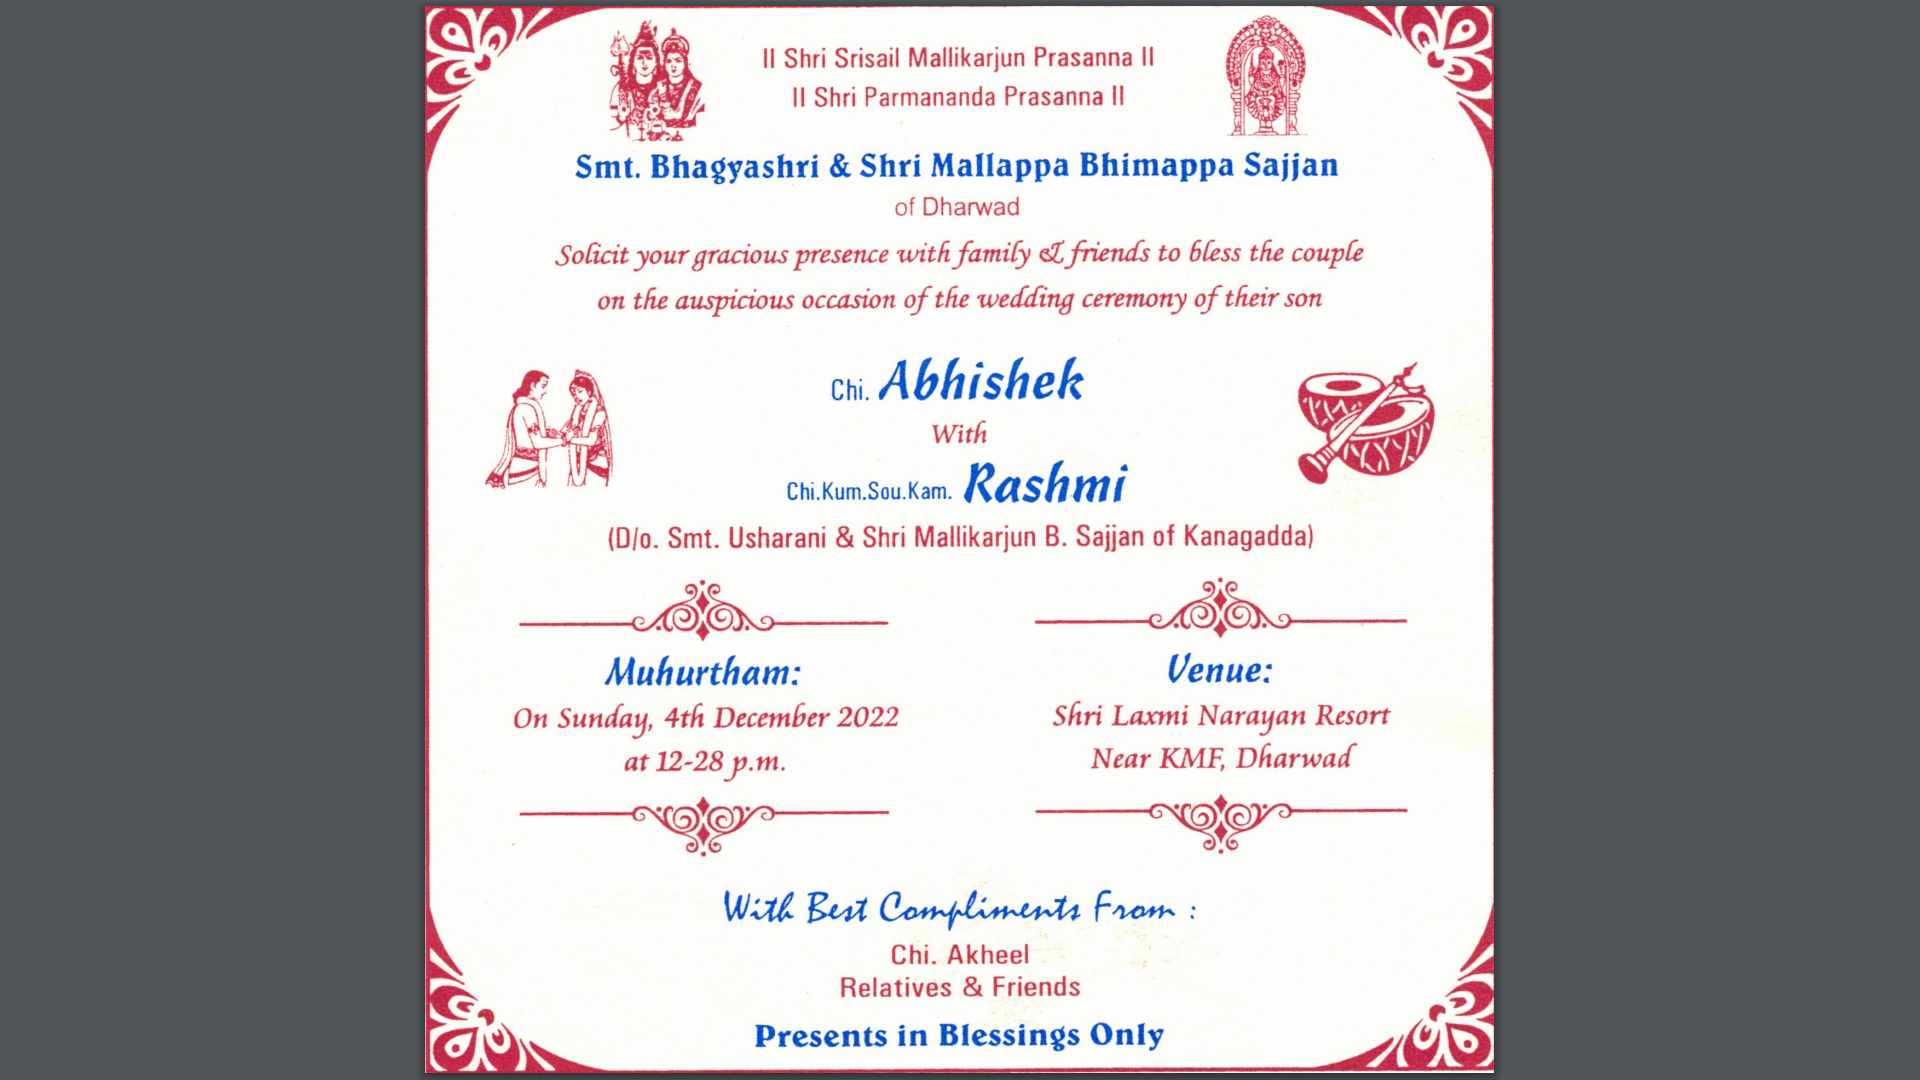 II Shri Srisail Mallikarjun Prasanna II
II Shri Parmananda Prasanna II
Smt. Bhagyashri & Shri Mallappa Bhimappa Sajjan
of Dharwad
Solicit your gracious presence with family & friends to bless the couple
on the auspicious occasion of the wedding ceremony of their son
Chi. Abhishek
With
Chi.Kum.Sou.Kam. Rashmi
(D/o. Smt. Usharani & Shri Mallikarjun B. Sajjan of Kanagadda)
Muhurtham:
On Sunday, 4th December 2022
at 12-28 p.m.
Venue:
Shri Laxmi Narayan Resort
Near KMF, Dharwad
With Best Compliments From :
Chi. Akheel
Relatives & Friends
Presents in Blessings Only